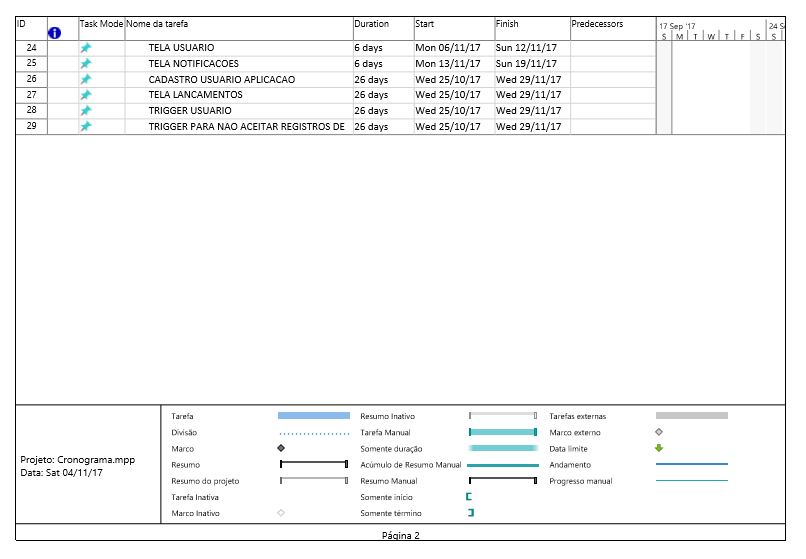 ID Task Mode Nome da tarefa Duration Start Finish Predecessors 17 Sep '17 24 S
S M T W T F S S
24 TELA USUARIO 6 days Mon 06/11/17 Sun 12/11/17
25 TELA NOTIFICACOES 6 days Mon 13/11/17 Sun 19/11/17
26 CADASTRO USUARIO APLICACAO 26 days Wed 25/10/17 Wed 29/11/17
27 TELA LANCAMENTOS 26 days Wed 25/10/17 Wed 29/11/17
28 TRIGGER USUARIO 26 days Wed 25/10/17 Wed 29/11/17
29 TRIGGER PARA NAO ACEITAR REGISTROS DE 26 days Wed 25/10/17 Wed 29/11/17
Projeto: Cronograma.mpp
Data: Sat 04/11/17
Tarefa
Divisão
Marco
Resumo
Resumo do projeto
Tarefa Inativa
Marco Inativo
Resumo Inativo
Tarefa Manual
Somente duração
Acúmulo de Resumo Manual
Resumo Manual
Somente início
Somente término
Tarefas externas
Marco externo
Data limite
Andamento
Progresso manual
Página 2